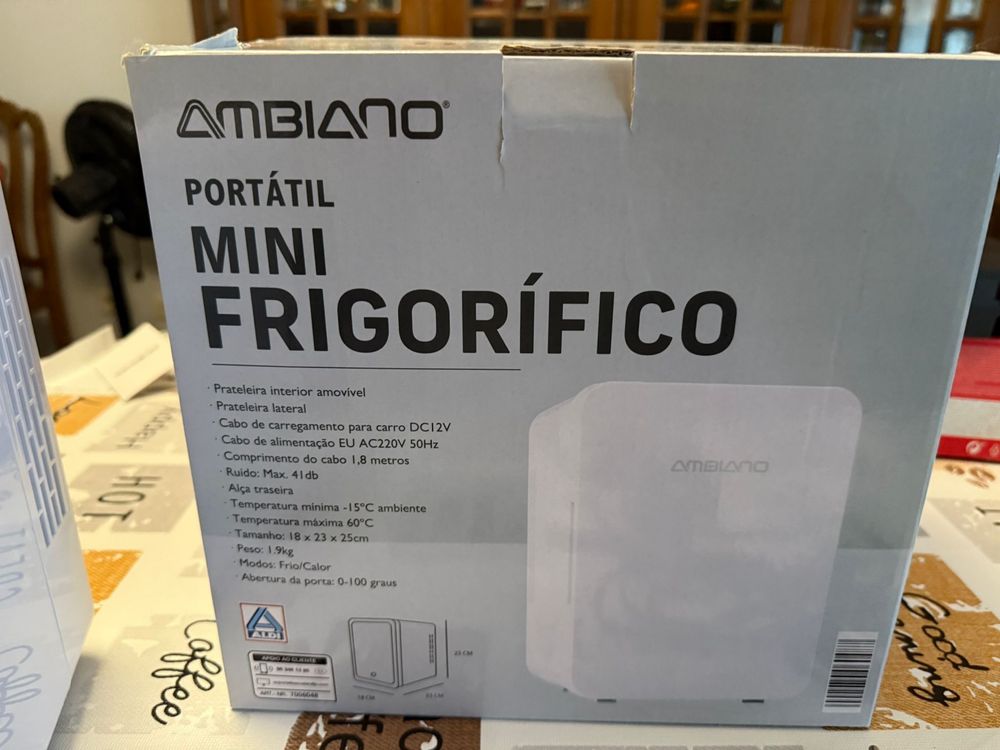 AMBIANO®
PORTÁTIL
MINI
FRIGORÍFICO
· Prateleira interior amovível
· Prateleira lateral
· Cabo de carregamento para carro DC12V
· Cabo de alimentação EU AC220V 50Hz
· Comprimento do cabo 1,8 metros
· Ruido: Max. 41db
· Alça traseira
· Temperatura mínima -15°C ambiente
· Temperatura máxima 60°C
· Tamanho: 18 x 23 x 25cm
· Peso: 1.9kg
· Modos: Frio/Calor
· Abertura da porta: 0-100 graus
AMBIANO
ALDI
APOIO AO CLIENTE
18 CM
Coffee
Good
HOT